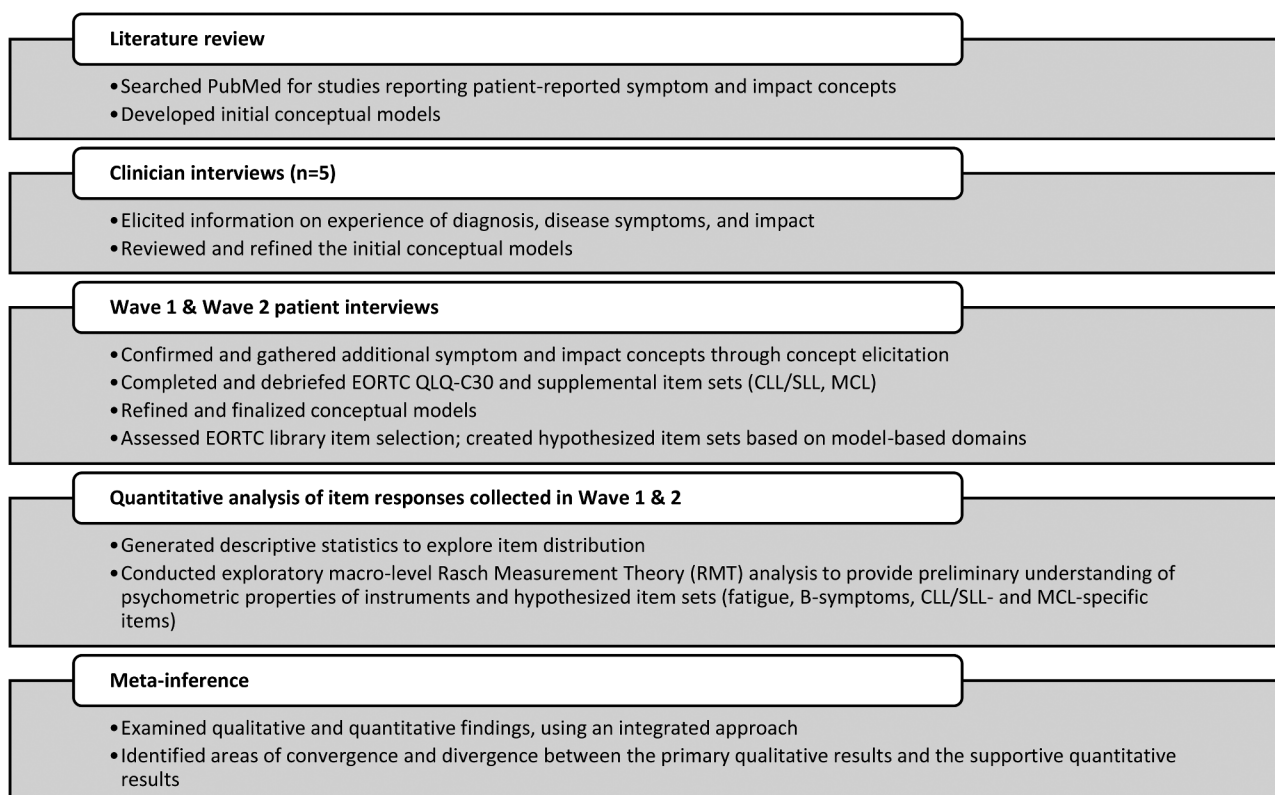 Literature review
•Searched PubMed for studies reporting patient-reported symptom and impact concepts
•Developed initial conceptual models
Clinician interviews (n=5)
•Elicited information on experience of diagnosis, disease symptoms, and impact
•Reviewed and refined the initial conceptual models
Wave 1 & Wave 2 patient interviews
•Confirmed and gathered additional symptom and impact concepts through concept elicitation
•Completed and debriefed EORTC QLQ-C30 and supplemental item sets (CLL/SLL, MCL)
•Refined and finalized conceptual models
•Assessed EORTC library item selection; created hypothesized item sets based on model-based domains
Quantitative analysis of item responses collected in Wave 1 & 2
•Generated descriptive statistics to explore item distribution
•Conducted exploratory macro-level Rasch Measurement Theory (RMT) analysis to provide preliminary understanding of
psychometric properties of instruments and hypothesized item sets (fatigue, B-symptoms, CLL/SLL- and MCL-specific
items)
Meta-inference
•Examined qualitative and quantitative findings, using an integrated approach
•Identified areas of convergence and divergence between the primary qualitative results and the supportive quantitative
results